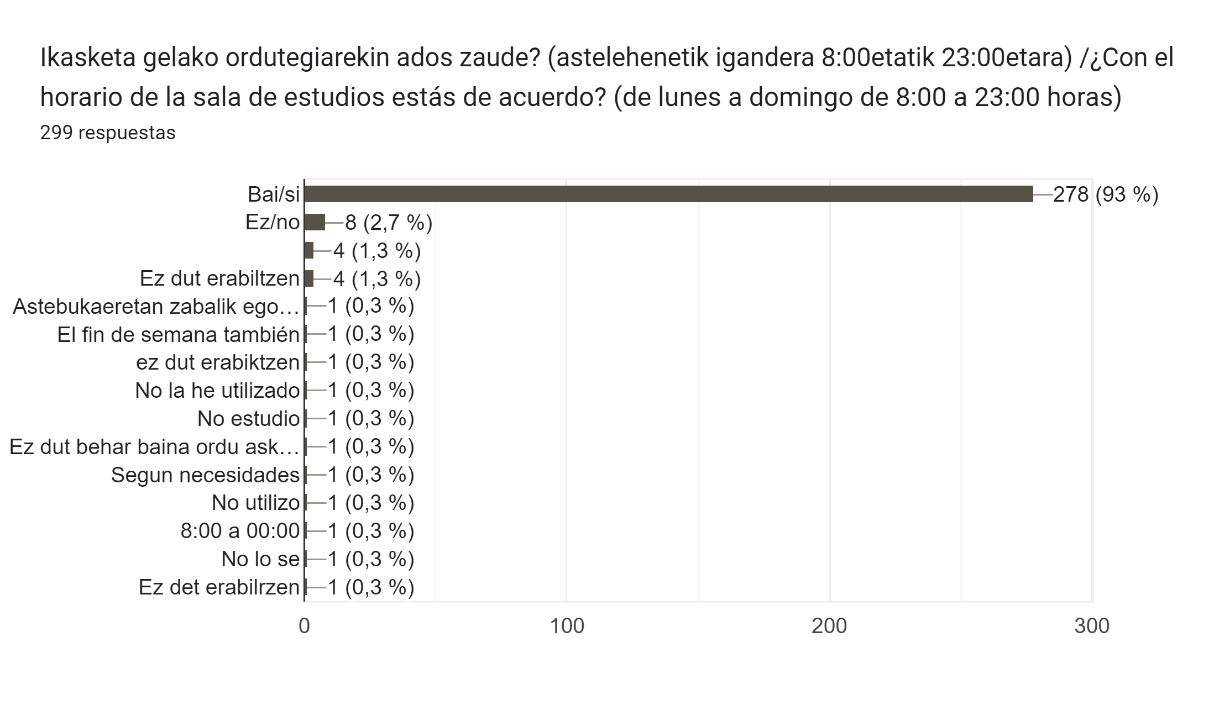 Ikasketa gelako ordutegiarekin ados zaude? (astelehenetik igandera 8:00etatik 23:00etara) /¿Con el
horario de la sala de estudios estás de acuerdo? (de lunes a domingo de 8:00 a 23:00 horas)
299 respuestas
Bai/si 278 (93 %)
Ez/no 8 (2,7 %)
4 (1,3 %)
Ez dut erabiltzen 4 (1,3 %)
Astebukaeretan zabalik ego… 1 (0,3 %)
El fin de semana también 1 (0,3 %)
ez dut erabiktzen 1 (0,3 %)
No la he utilizado 1 (0,3 %)
No estudio 1 (0,3 %)
Ez dut behar baina ordu ask… 1 (0,3 %)
Segun necesidades 1 (0,3 %)
No utilizo 1 (0,3 %)
8:00 a 00:00 1 (0,3 %)
No lo se 1 (0,3 %)
Ez det erabilrzen 1 (0,3 %)
0 100 200 300